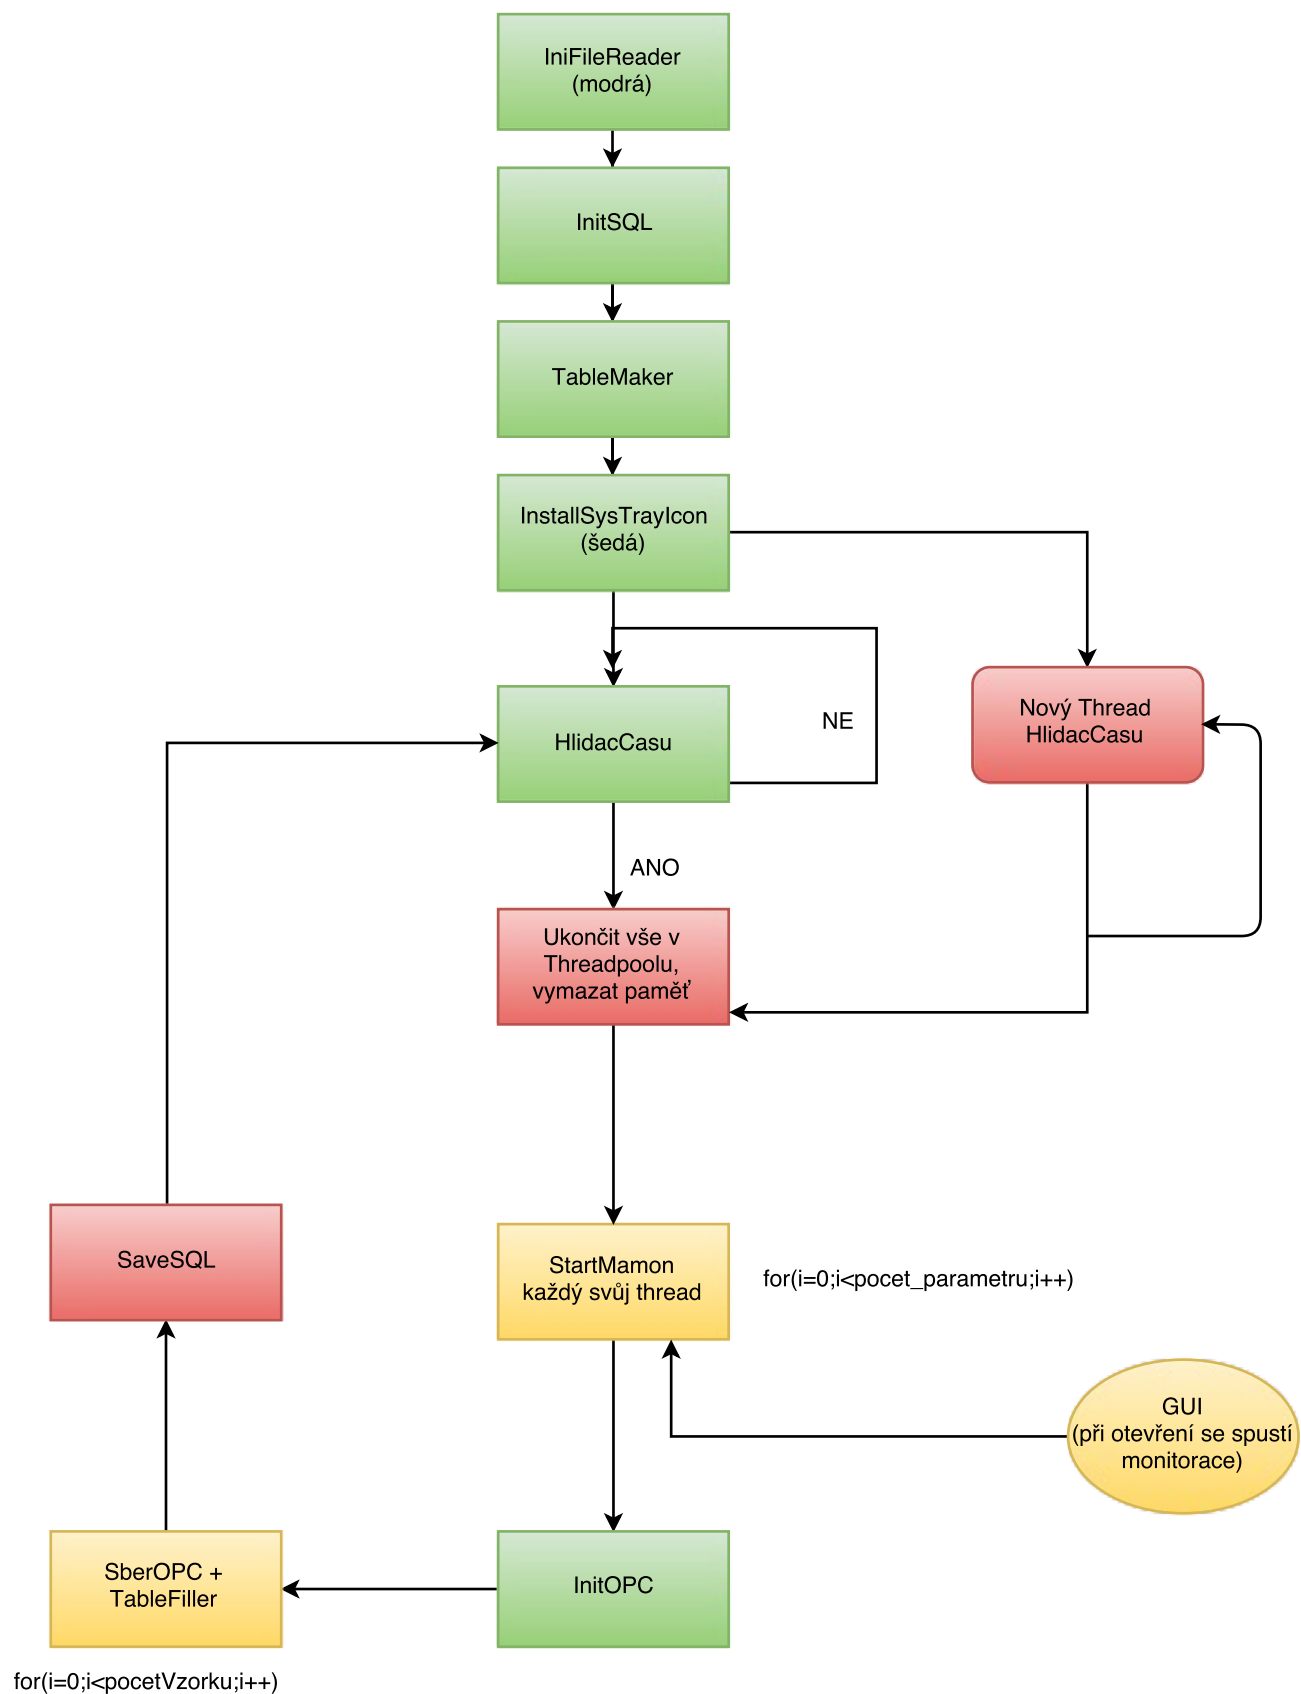 IniFileReader
(modrá)
InitSQL
TableMaker
InstallSysTrayIcon
(šedá)
NE
Nový Thread
HlidacCasu
HlidacCasu
ANO
Ukončit vše v
Threadpoolu,
vymazat paměť
SaveSQL
StartMamon
každý svůj thread
for(i=0;i<pocet_parametru;i++)
GUI
(při otevření se spustí
monitorace)
SberOPC +
TableFiller
InitOPC
for(i=0;i<pocetVzorku;i++)